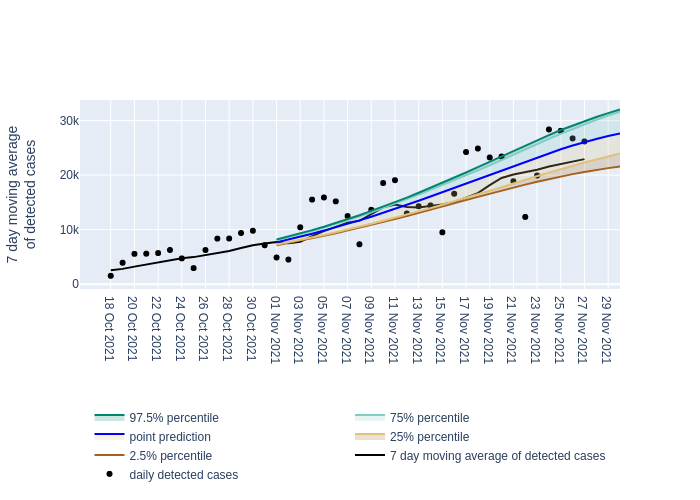 7 day moving average
of detected cases
30k
20k
10k
0
18 Oct 2021
20 Oct 2021
22 Oct 2021
24 Oct 2021
26 Oct 2021
28 Oct 2021
30 Oct 2021
01 Nov 2021
03 Nov 2021
05 Nov 2021
07 Nov 2021
09 Nov 2021
11 Nov 2021
13 Nov 2021
15 Nov 2021
17 Nov 2021
19 Nov 2021
21 Nov 2021
23 Nov 2021
25 Nov 2021
27 Nov 2021
29 Nov 2021
97.5% percentile
75% percentile
point prediction
25% percentile
2.5% percentile
7 day moving average of detected cases
daily detected cases